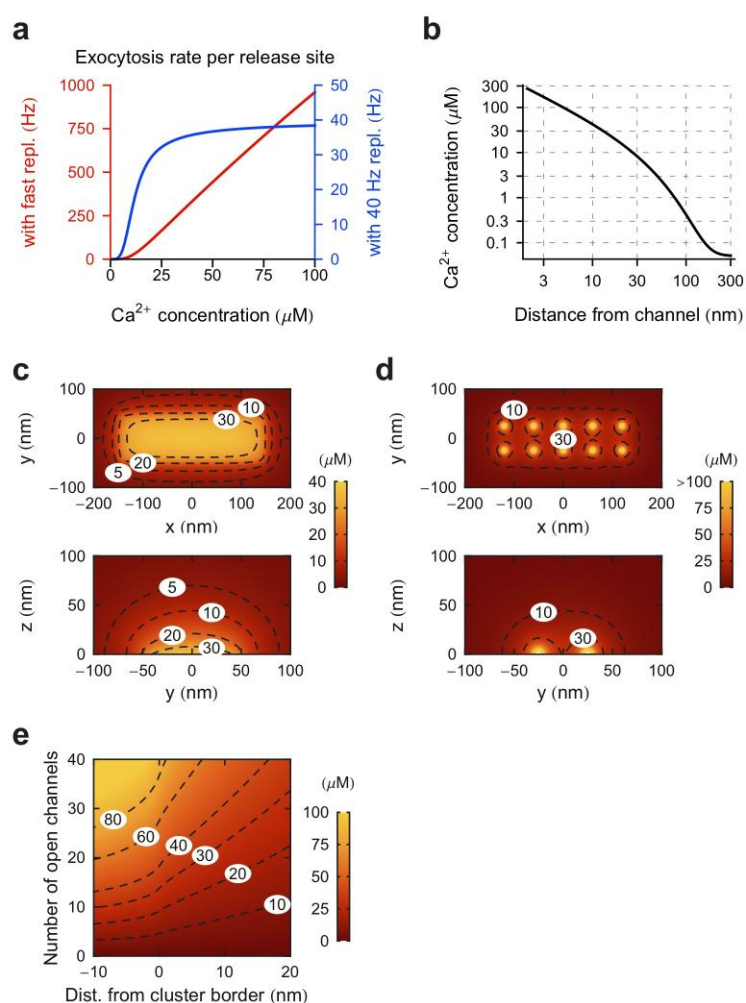 a
Exocytosis rate per release site
with fast repl. (Hz)
1000
750
500
250
0
50
40
30
20
10
0
with 40 Hz repl. (Hz)
0 25 50 75 100
Ca²⁺ concentration (μM)
b
Ca²⁺ concentration (μM)
300
100
30
10
3
1
0.3
0.1
3 10 30 100 300
Distance from channel (nm)
c
y (nm)
100
0
−100
10
30
20
5
−200 −100 0 100 200
x (nm)
(μM)
40
30
20
10
0
z (nm)
100
50
0
5
10
20
30
−100 −50 0 50 100
y (nm)
d
y (nm)
100
0
−100
10
30
−200 −100 0 100 200
x (nm)
(μM)
>100
75
50
25
0
z (nm)
100
50
0
10
30
−100 −50 0 50 100
y (nm)
e
Number of open channels
40
30
20
10
0
80
60
40
30
20
10
−10 0 10 20
Dist. from cluster border (nm)
(μM)
100
75
50
25
0